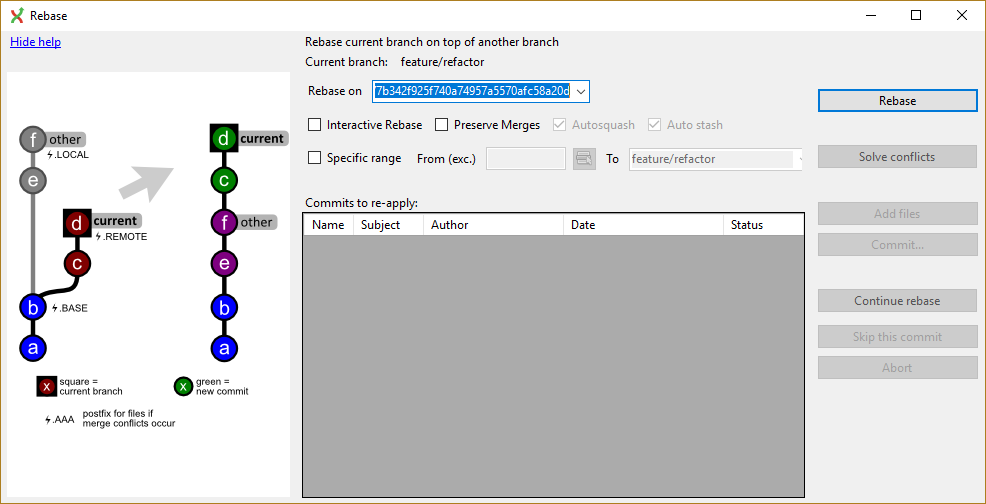 Rebase
Hide help
Rebase current branch on top of another branch
Current branch: feature/refactor
Rebase on 7b342f925f740a74957a5570afc58a20d
Rebase
Interactive Rebase Preserve Merges Autosquash Auto stash
Specific range From (exc.) To feature/refactor
Solve conflicts
Commits to re-apply:
Add files
Name Subject Author Date Status
Commit...
Continue rebase
Skip this commit
Abort
f other
.LOCAL
e
d current
.REMOTE
c
b .BASE
a
d current
c
f other
e
b
a
x square =
current branch
x green =
new commit
.AAA postfix for files if
merge conflicts occur